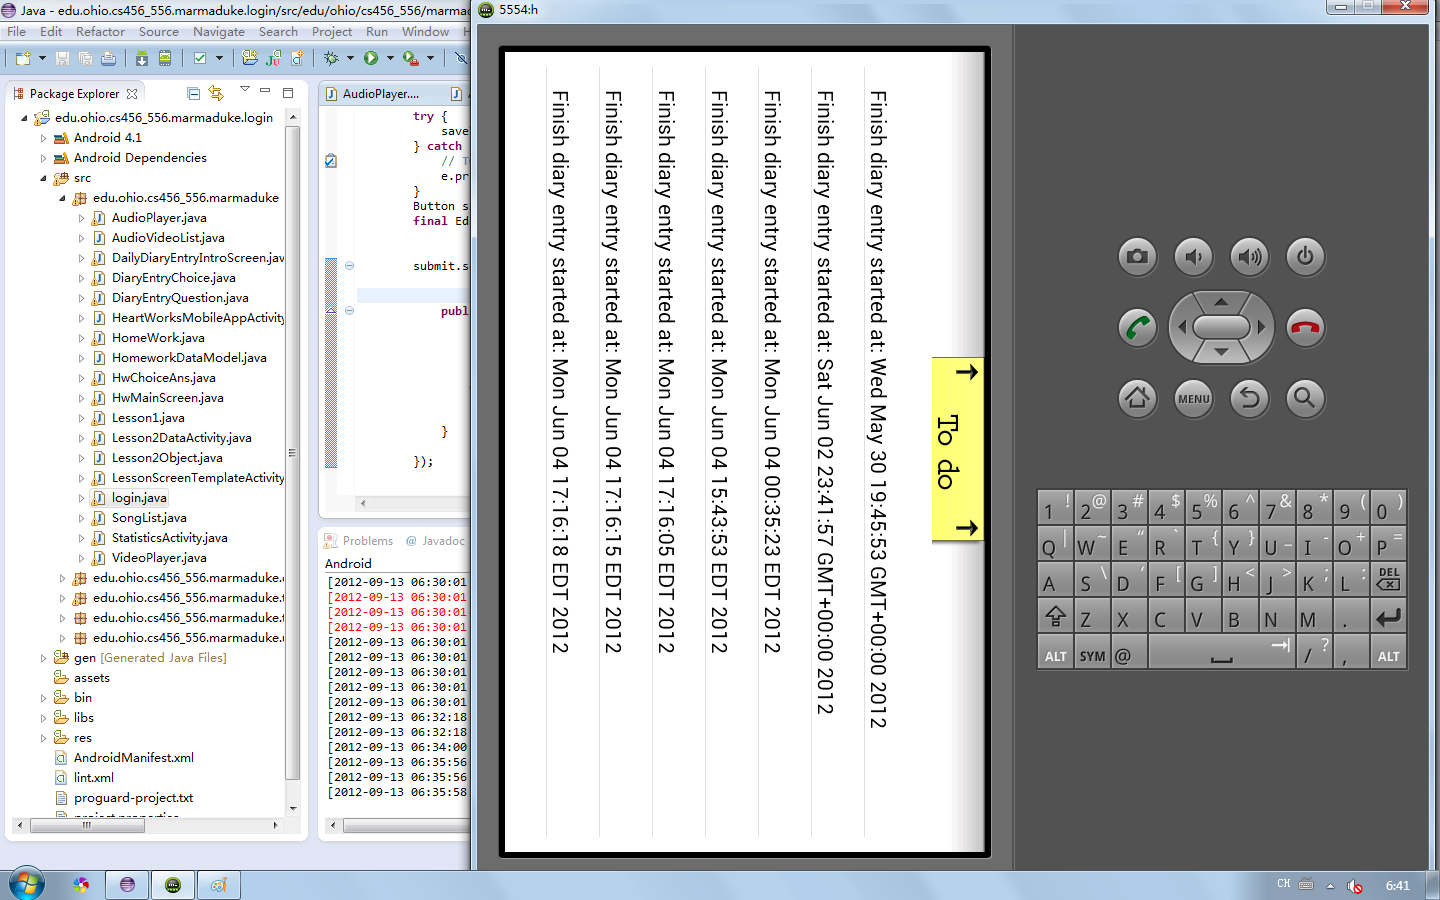 Java - edu.ohio.cs456_556.marmaduke.login/src/edu/ohio/cs456_556/marmad
File Edit Refactor Source Navigate Search Project Run Window H
Package Explorer
edu.ohio.cs456_556.marmaduke.login
Android 4.1
Android Dependencies
src
edu.ohio.cs456_556.marmaduke
AudioPlayer.java
AudioVideoList.java
DailyDiaryEntryIntroScreen.jav
DiaryEntryChoice.java
DiaryEntryQuestion.java
HeartWorksMobileAppActivity
HomeWork.java
HomeworkDataModel.java
HwChoiceAns.java
HwMainScreen.java
Lesson1.java
Lesson2DataActivity.java
Lesson2Object.java
LessonScreenTemplateActivity
login.java
SongList.java
StatisticsActivity.java
VideoPlayer.java
edu.ohio.cs456_556.marmaduke.
edu.ohio.cs456_556.marmaduke.
edu.ohio.cs456_556.marmaduke.
edu.ohio.cs456_556.marmaduke.
gen [Generated Java Files]
assets
bin
libs
res
AndroidManifest.xml
lint.xml
proguard-project.txt
project.properties
AudioPlayer....
try {
save
} catch
// T
e.pr
}
Button s
final Ed
submit.s
publ
}
});
Problems @ Javadoc
Android
[2012-09-13 06:30:01
[2012-09-13 06:30:01
[2012-09-13 06:30:01
[2012-09-13 06:30:01
[2012-09-13 06:30:01
[2012-09-13 06:30:01
[2012-09-13 06:30:01
[2012-09-13 06:30:01
[2012-09-13 06:30:01
[2012-09-13 06:32:18
[2012-09-13 06:32:18
[2012-09-13 06:34:00
[2012-09-13 06:35:56
[2012-09-13 06:35:56
[2012-09-13 06:35:58
5554:h
To do
Finish diary entry started at: Wed May 30 19:45:53 GMT+00:00 2012
Finish diary entry started at: Sat Jun 02 23:41:57 GMT+00:00 2012
Finish diary entry started at: Mon Jun 04 00:35:23 EDT 2012
Finish diary entry started at: Mon Jun 04 15:43:53 EDT 2012
Finish diary entry started at: Mon Jun 04 17:16:05 EDT 2012
Finish diary entry started at: Mon Jun 04 17:16:15 EDT 2012
Finish diary entry started at: Mon Jun 04 17:16:18 EDT 2012
MENU
1 ! 2 @ 3 # 4 $ 5 % 6 ^ 7 & 8 * 9 ( 0 )
Q | W ~ E “ R ` T { Y } U _ I - O + P =
A S \ D ‘ F [ G ] H < J > K ; L : DEL
Z X C V B N M .
ALT SYM @ / ? , ALT
CH 6:41